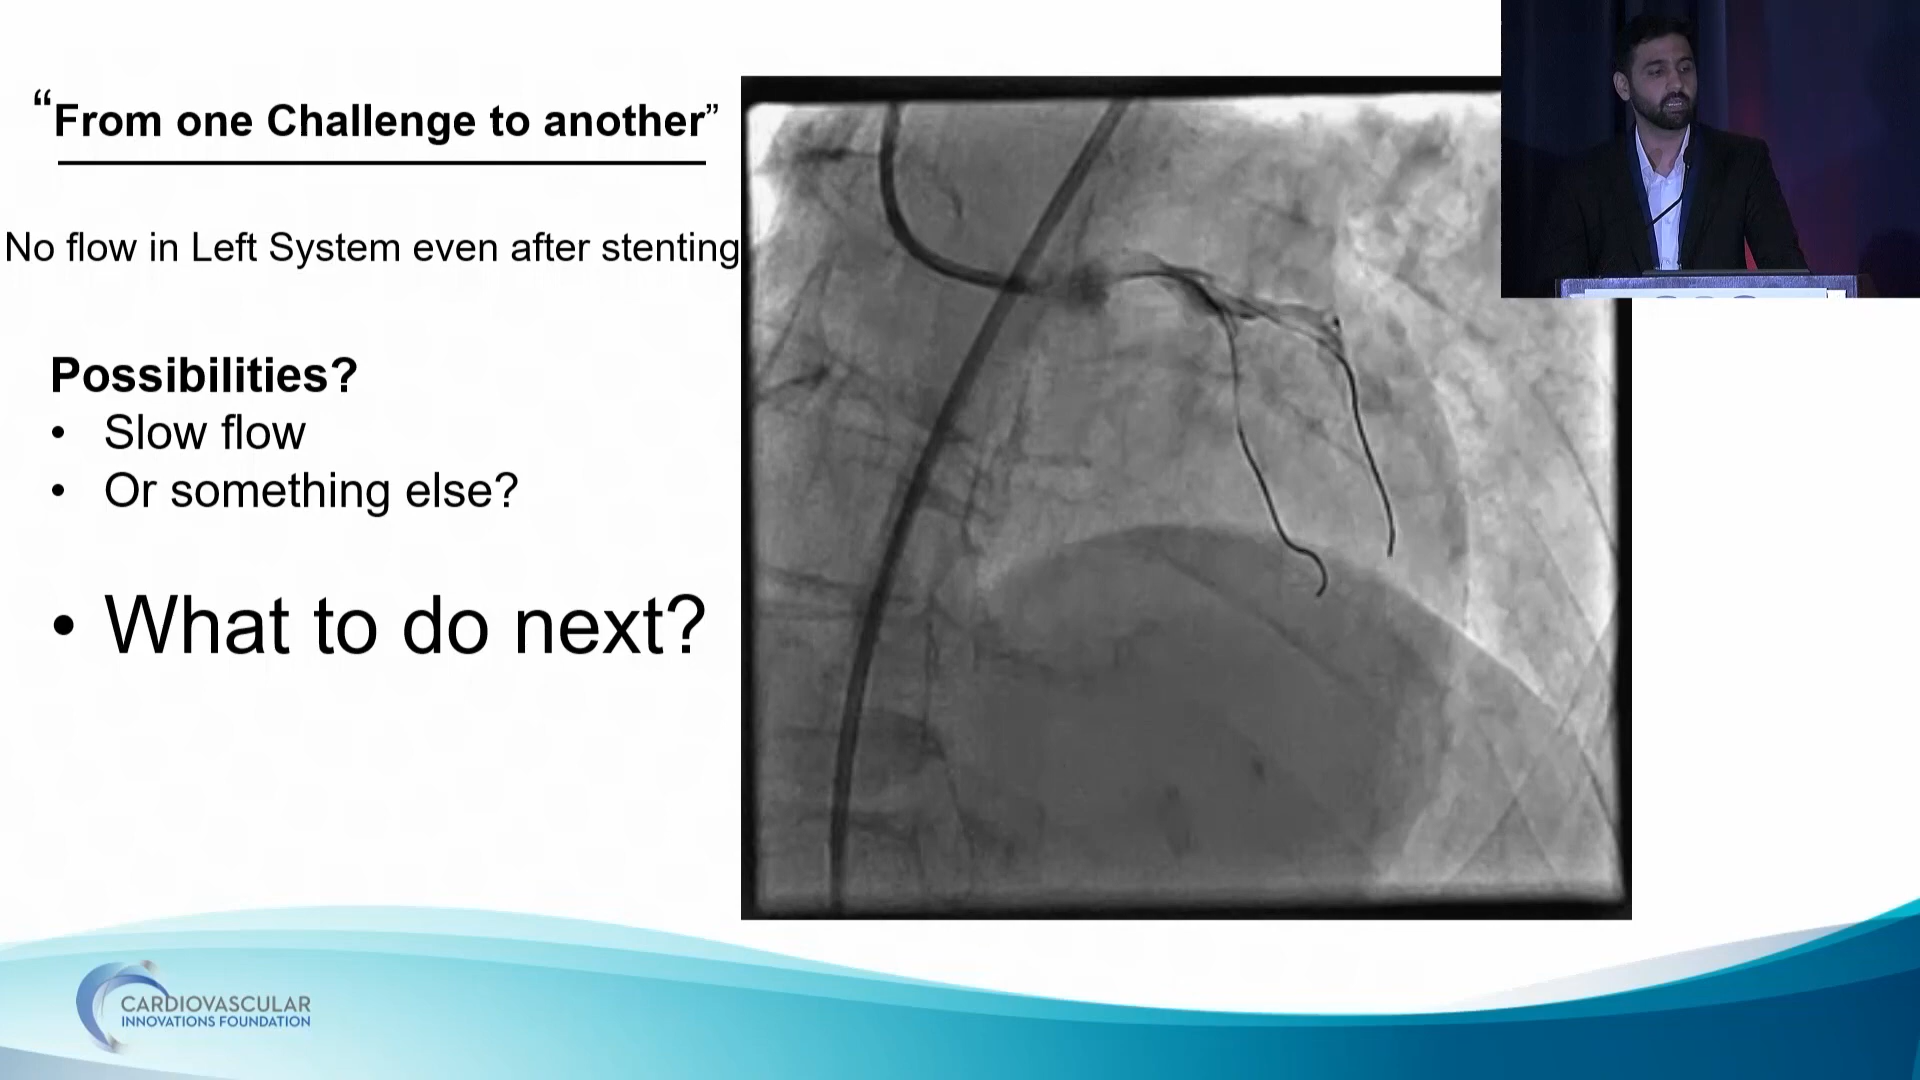 “From one Challenge to another”
No flow in Left System even after stenting
Possibilities?
• Slow flow
• Or something else?
• What to do next?
CARDIOVASCULAR
INNOVATIONS FOUNDATION